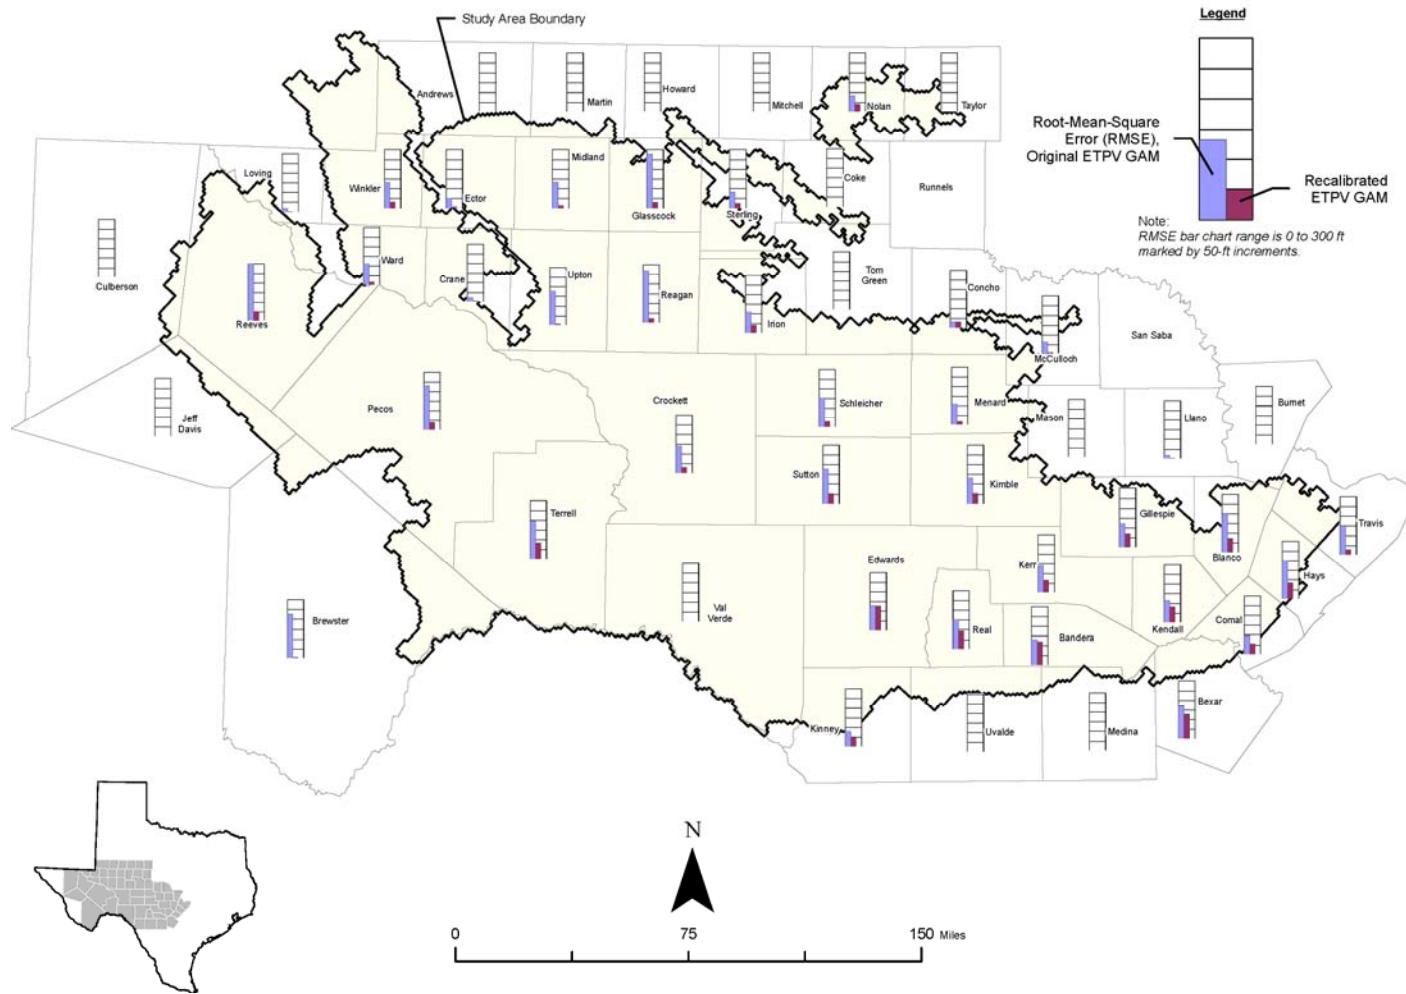 Study Area Boundary
Legend
Root-Mean-Square
Error (RMSE),
Original ETPV GAM
Recalibrated
ETPV GAM
Note:
RMSE bar chart range is 0 to 300 ft
marked by 50-ft increments.
Andrews
Martin
Howard
Mitchell
Nolan
Taylor
Loving
Winkler
Ector
Midland
Glasscock
Sterling
Coke
Runnels
Culberson
Reeves
Ward
Crane
Upton
Reagan
Irion
Tom
Green
Concho
McCulloch
San Saba
Jeff
Davis
Pecos
Crockett
Schleicher
Menard
Mason
Llano
Burnet
Sutton
Kimble
Terrell
Gillespie
Blanco
Travis
Hays
Brewster
Val
Verde
Edwards
Real
Kerr
Bandera
Kendall
Comal
Kinney
Uvalde
Medina
Bexar
N
0
75
150 Miles